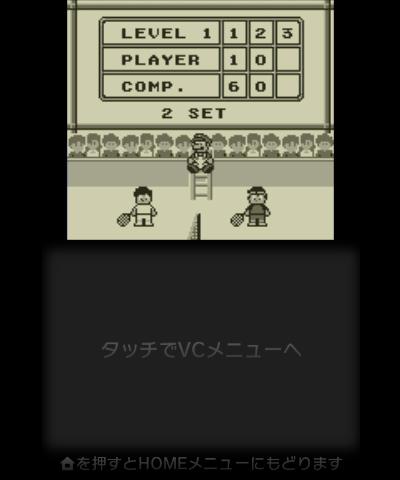 LEVEL 1 1 2 3
PLAYER 1 0
COMP. 6 0
2 SET
タッチでVCメニューへ
を押すとHOMEメニューにもどります